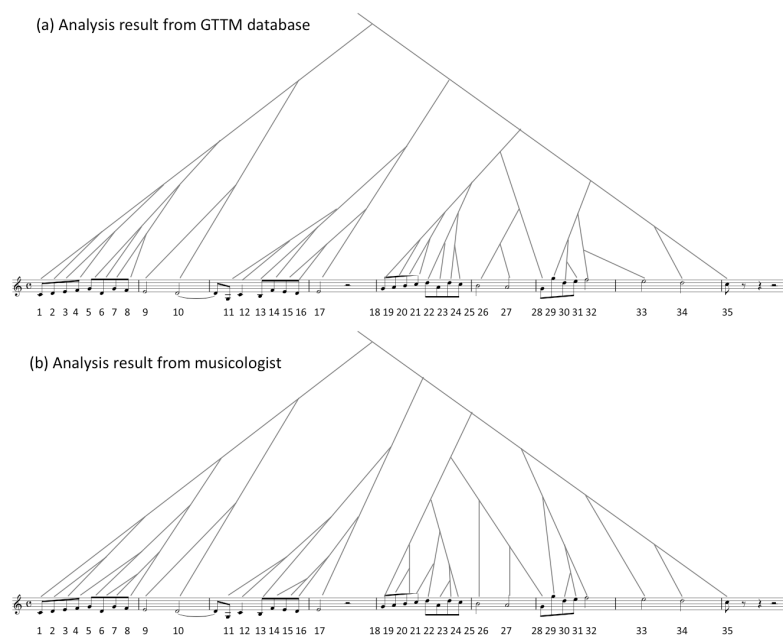 (a) Analysis result from GTTM database
1 2 3 4 5 6 7 8 9 10 11 12 13 14 15 16 17 18 19 20 21 22 23 24 25 26 27 28 29 30 31 32 33 34 35
(b) Analysis result from musicologist
1 2 3 4 5 6 7 8 9 10 11 12 13 14 15 16 17 18 19 20 21 22 23 24 25 26 27 28 29 30 31 32 33 34 35